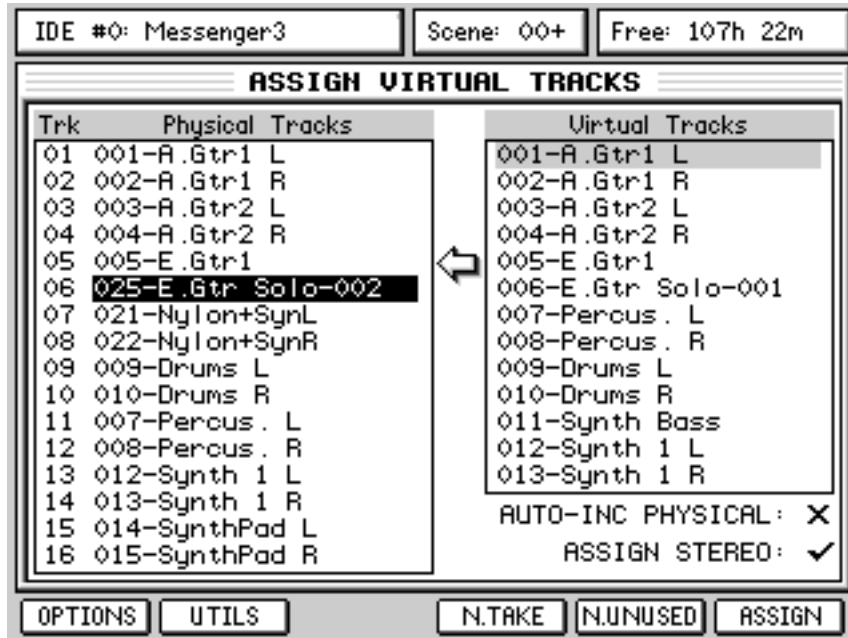 IDE #0: Messenger3
Scene: 00+
Free: 107h 22m
ASSIGN VIRTUAL TRACKS
Trk Physical Tracks
01 001-A.Gtr1 L
02 002-A.Gtr1 R
03 003-A.Gtr2 L
04 004-A.Gtr2 R
05 005-E.Gtr1
06 025-E.Gtr Solo-002
07 021-Nylon+SynL
08 022-Nylon+SynR
09 009-Drums L
10 010-Drums R
11 007-Percus. L
12 008-Percus. R
13 012-Synth 1 L
14 013-Synth 1 R
15 014-SynthPad L
16 015-SynthPad R
Virtual Tracks
001-A.Gtr1 L
002-A.Gtr1 R
003-A.Gtr2 L
004-A.Gtr2 R
005-E.Gtr1
006-E.Gtr Solo-001
007-Percus. L
008-Percus. R
009-Drums L
010-Drums R
011-Synth Bass
012-Synth 1 L
013-Synth 1 R
AUTO-INC PHYSICAL: ✕
ASSIGN STEREO: ✓
OPTIONS
UTILS
N.TAKE
N.UNUSED
ASSIGN